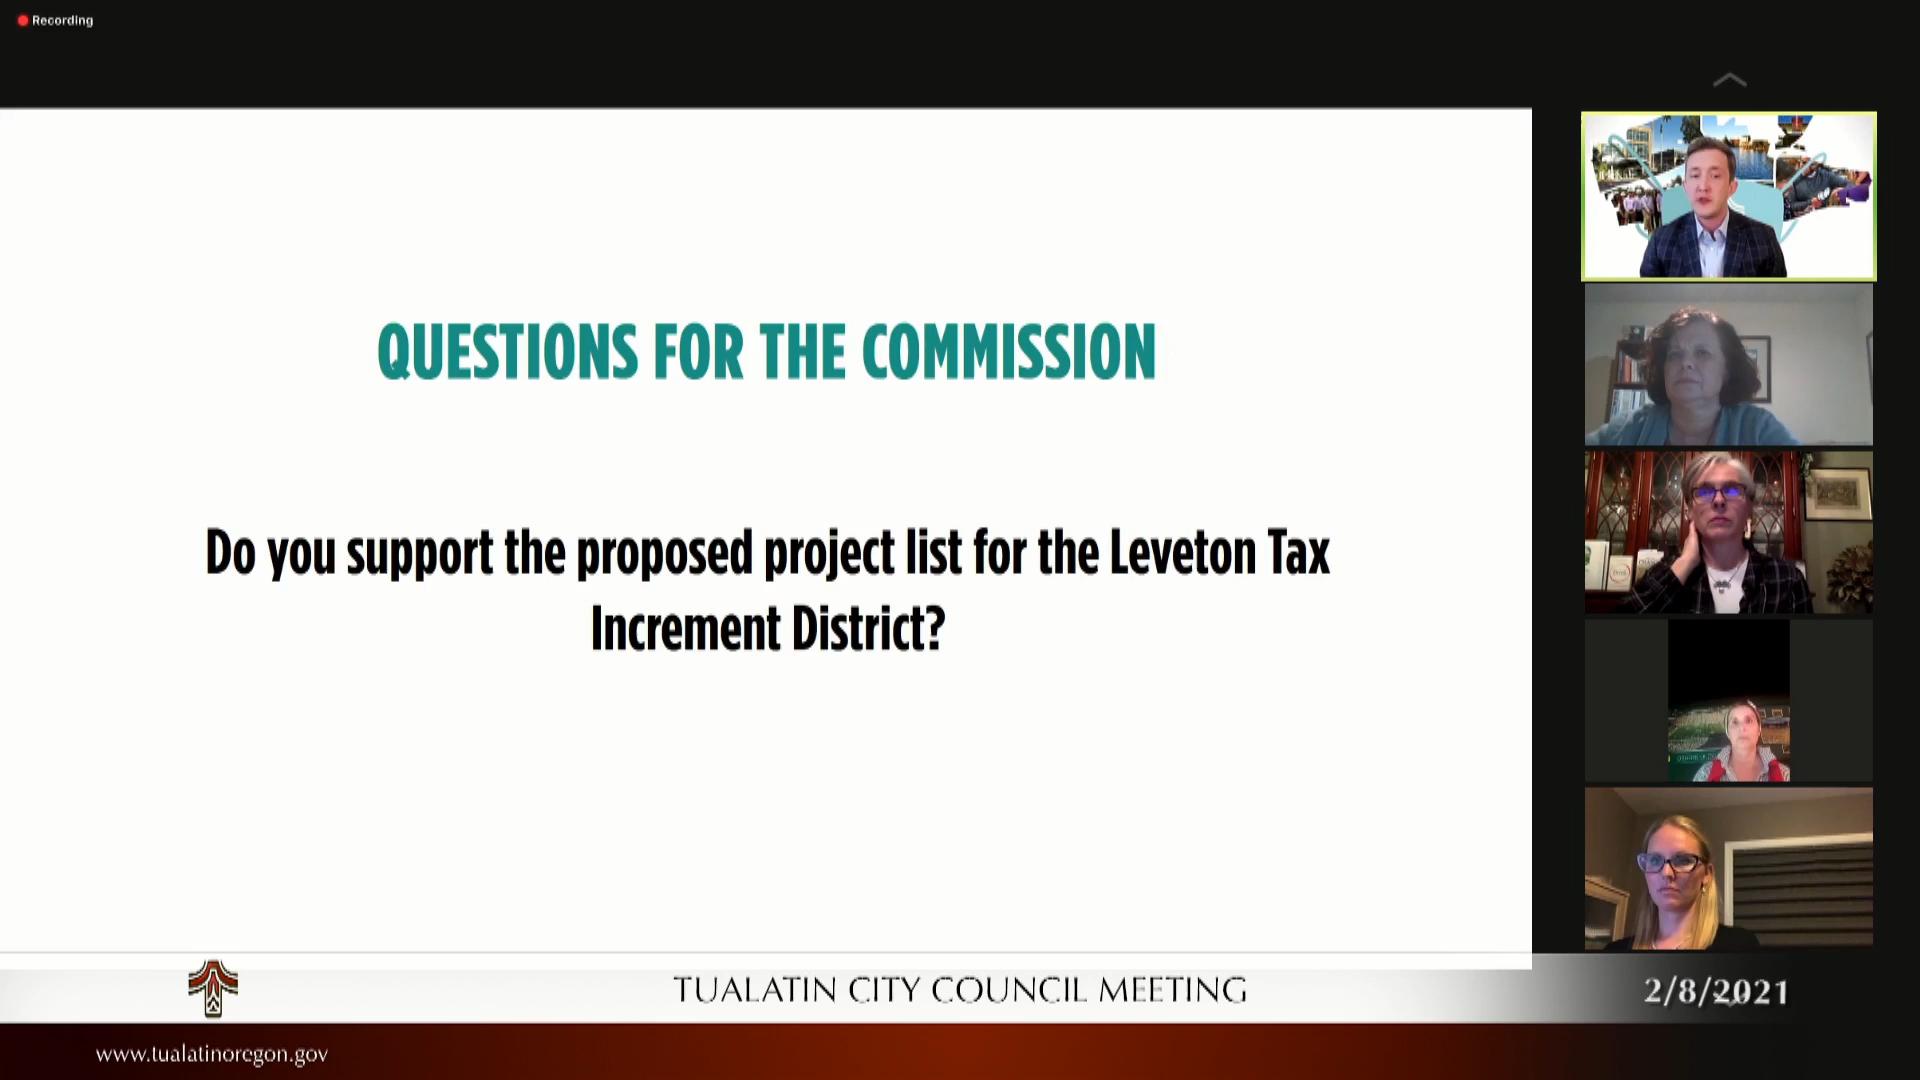 Recording
QUESTIONS FOR THE COMMISSION
Do you support the proposed project list for the Leveton Tax
Increment District?
TUALATIN CITY COUNCIL MEETING
2/8/2021
www.tualatinoregon.gov